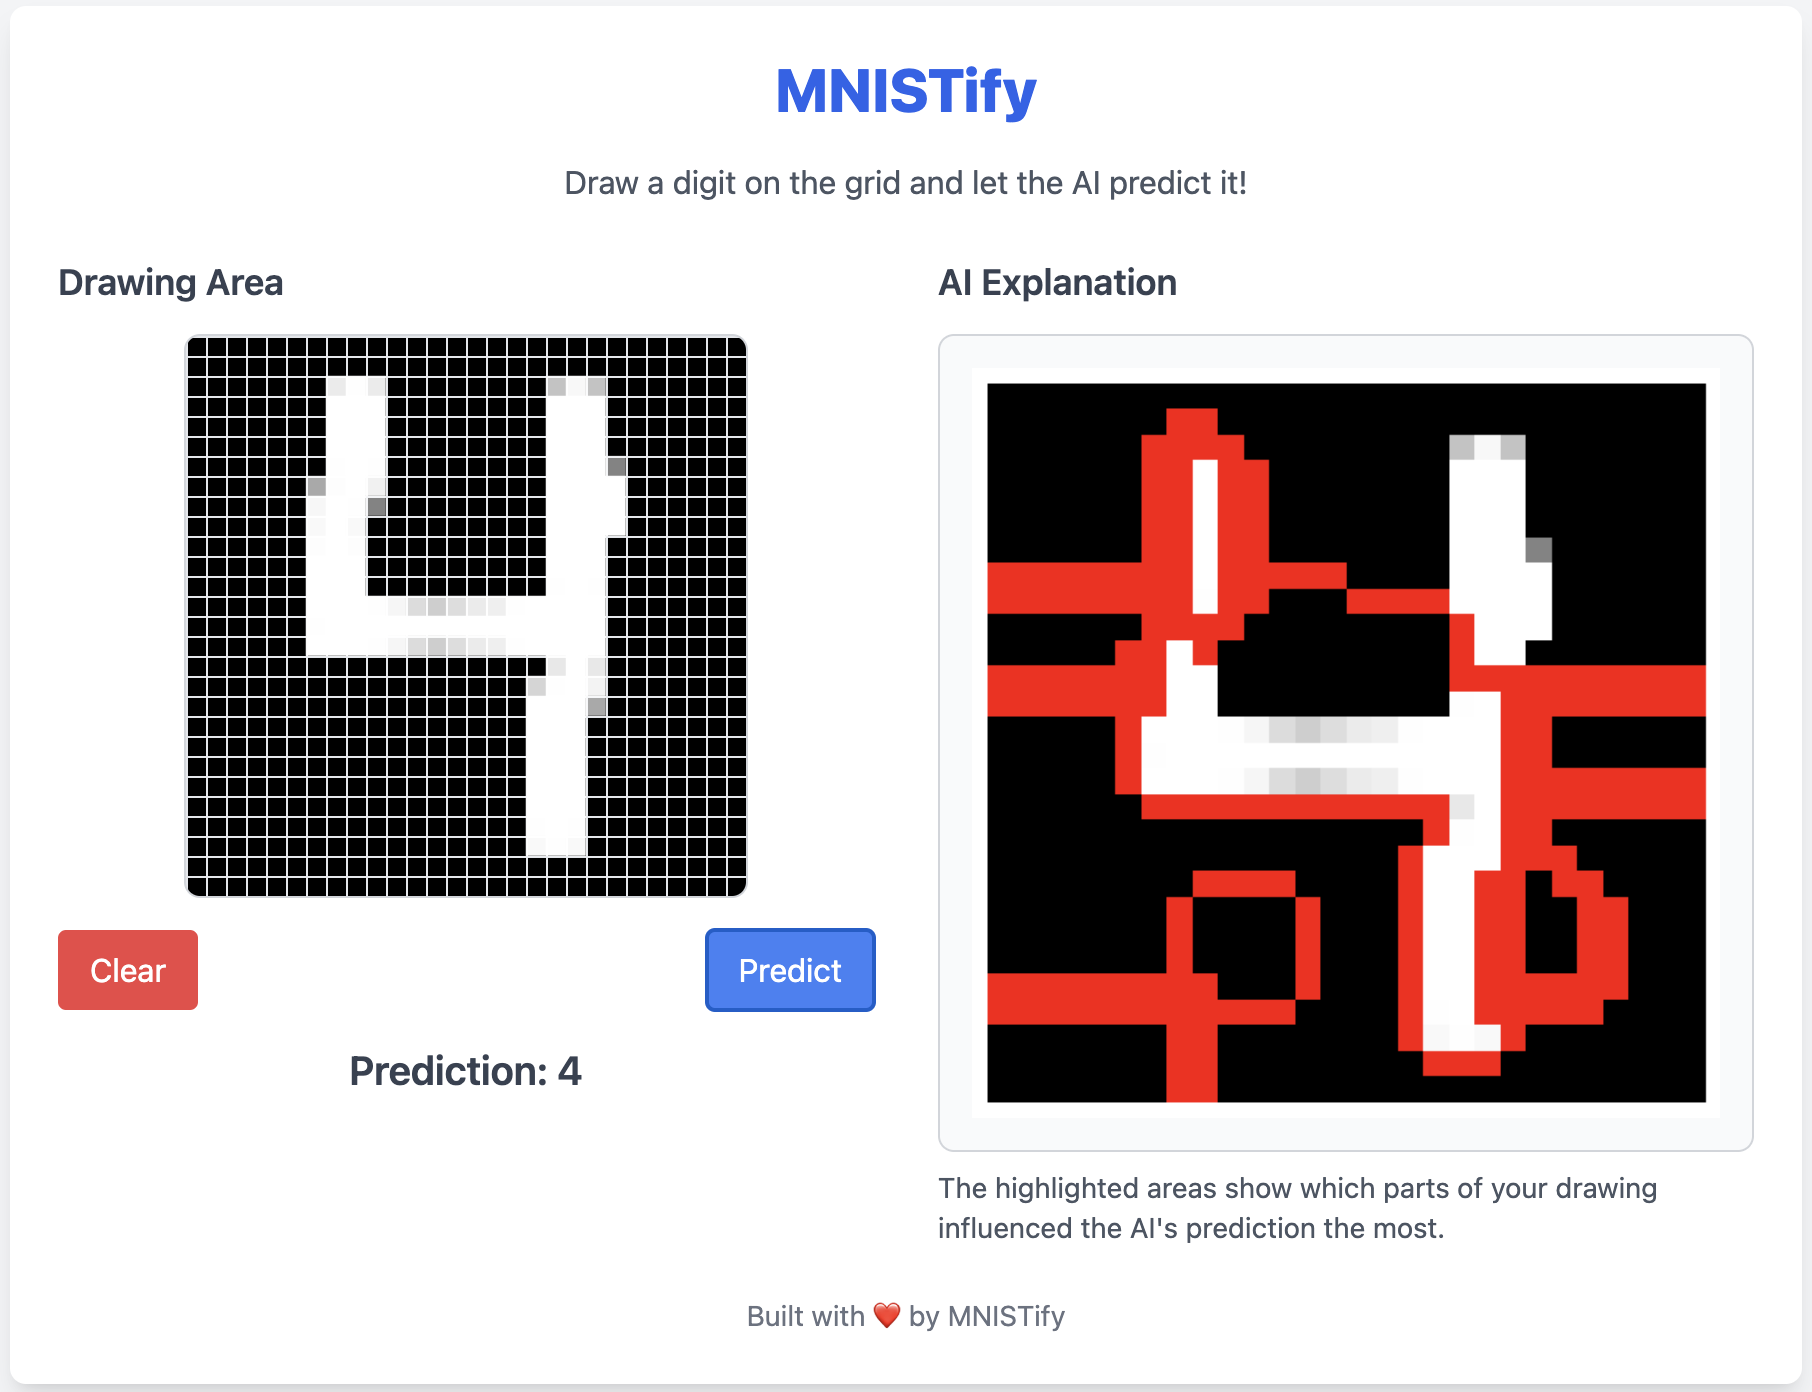 MNISTify
Draw a digit on the grid and let the AI predict it!
Drawing Area
AI Explanation
4
Clear
Predict
Prediction: 4
The highlighted areas show which parts of your drawing
influenced the AI's prediction the most.
Built with ❤️ by MNISTify